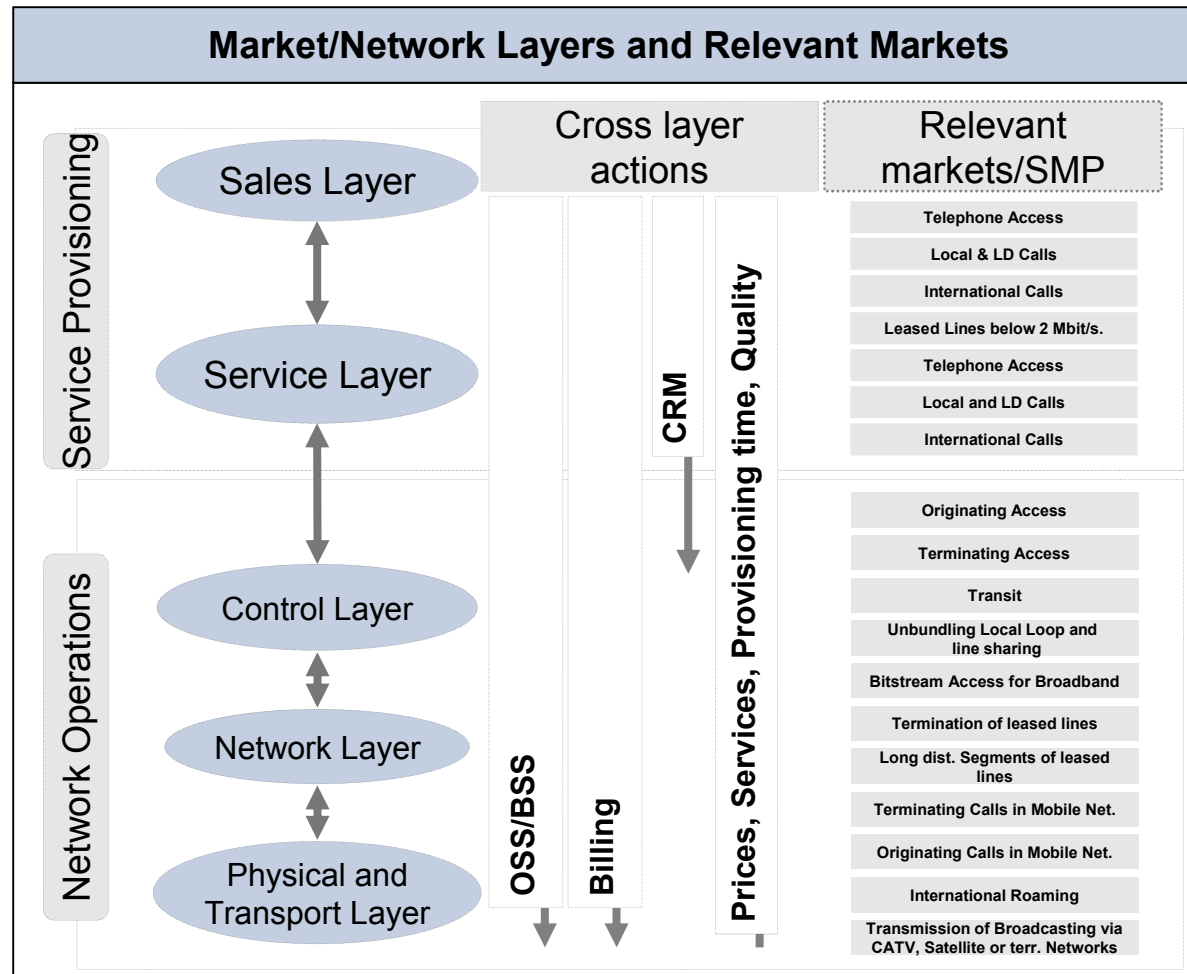 Market/Network Layers and Relevant Markets
Service Provisioning
Sales Layer
Service Layer
Network Operations
Control Layer
Network Layer
Physical and
Transport Layer
Cross layer
actions
OSS/BSS
Billing
CRM
Prices, Services, Provisioning time, Quality
Relevant
markets/SMP
Telephone Access
Local & LD Calls
International Calls
Leased Lines below 2 Mbit/s.
Telephone Access
Local and LD Calls
International Calls
Originating Access
Terminating Access
Transit
Unbundling Local Loop and
line sharing
Bitstream Access for Broadband
Termination of leased lines
Long dist. Segments of leased
lines
Terminating Calls in Mobile Net.
Originating Calls in Mobile Net.
International Roaming
Transmission of Broadcasting via
CATV, Satellite or terr. Networks